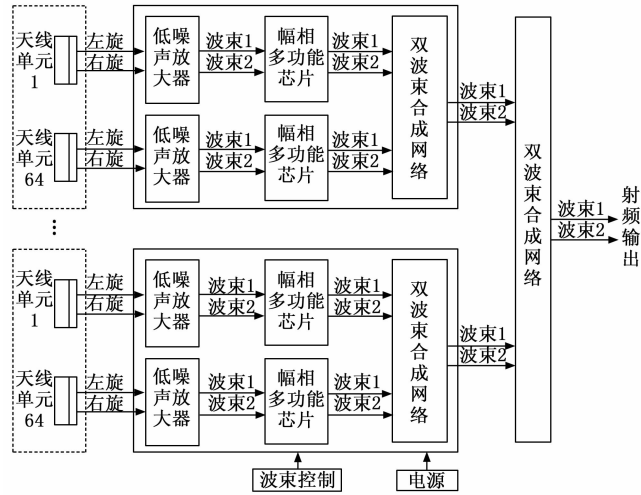 天线
单元
1
左旋
右旋
低噪
声放
大器
波束1
波束2
幅相
多功能
芯片
波束1
波束2
双波束合成网络
天线
单元
64
左旋
右旋
低噪
声放
大器
波束1
波束2
幅相
多功能
芯片
波束1
波束2
波束1
波束2
双波束合成网络
波束1
波束2
射频输出
天线
单元
1
左旋
右旋
低噪
声放
大器
波束1
波束2
幅相
多功能
芯片
波束1
波束2
双波束合成网络
天线
单元
64
左旋
右旋
低噪
声放
大器
波束1
波束2
幅相
多功能
芯片
波束1
波束2
波束1
波束2
波束控制
电源